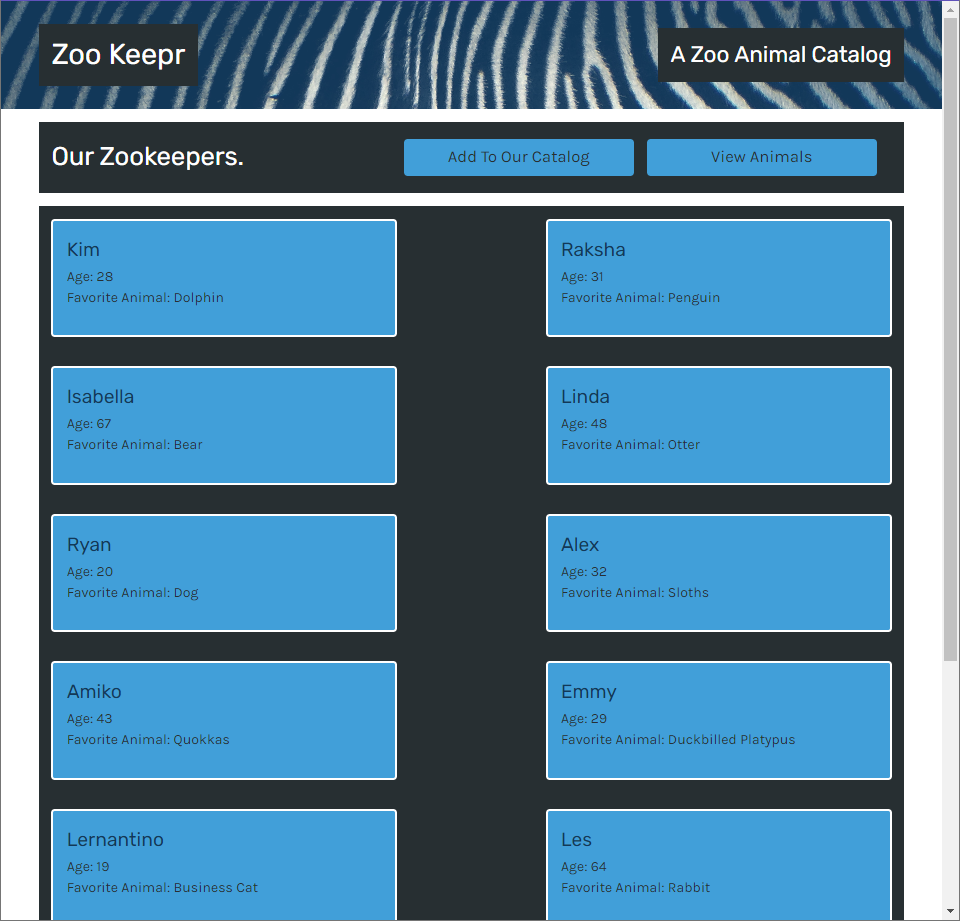 Zoo Keepr
A Zoo Animal Catalog
Our Zookeepers.
Add To Our Catalog
View Animals
Kim
Age: 28
Favorite Animal: Dolphin
Raksha
Age: 31
Favorite Animal: Penguin
Isabella
Age: 67
Favorite Animal: Bear
Linda
Age: 48
Favorite Animal: Otter
Ryan
Age: 20
Favorite Animal: Dog
Alex
Age: 32
Favorite Animal: Sloths
Amiko
Age: 43
Favorite Animal: Quokkas
Emmy
Age: 29
Favorite Animal: Duckbilled Platypus
Lernantino
Age: 19
Favorite Animal: Business Cat
Les
Age: 64
Favorite Animal: Rabbit